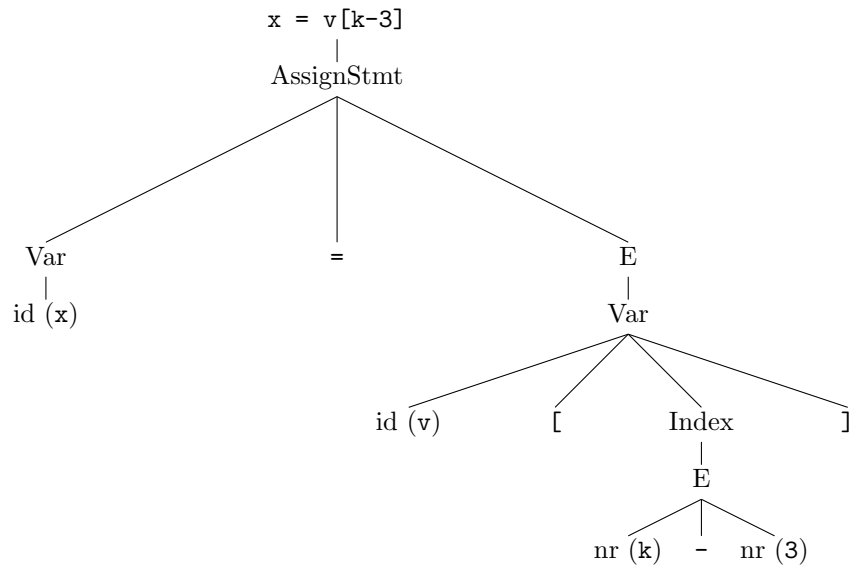 x = v[k-3]
AssignStmt
Var = E
id (x) Var
id (v) [ Index ]
E
nr (k) - nr (3)